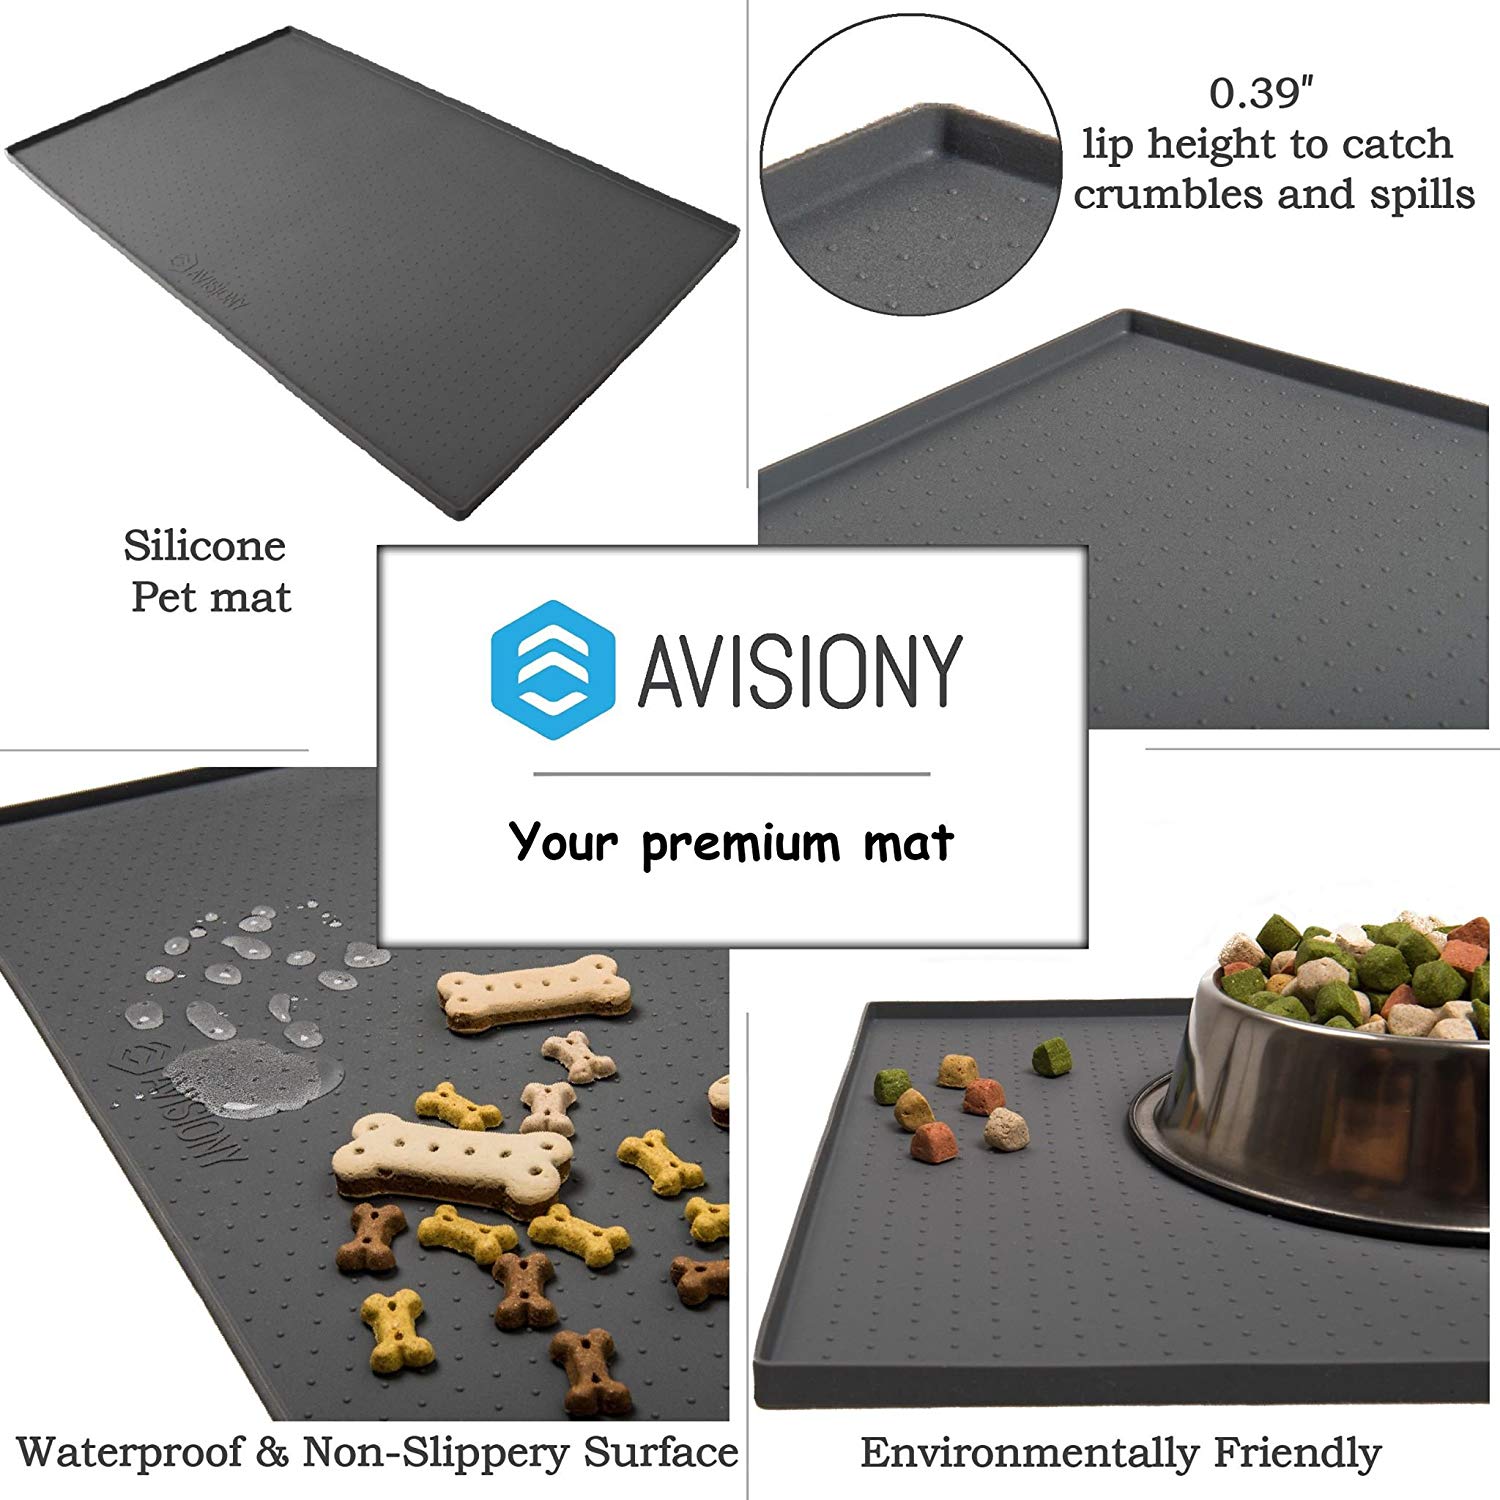 AVISIONY
0.39"
lip height to catch
crumbles and spills
Silicone
Pet mat
AVISIONY
Your premium mat
AVISIONY
Waterproof & Non-Slippery Surface
Environmentally Friendly